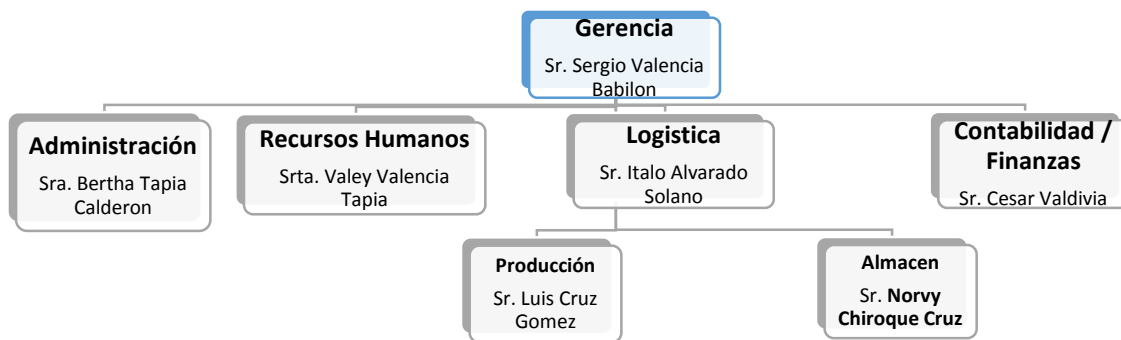 Gerencia
Sr. Sergio Valencia
Babilon
Administración
Sra. Bertha Tapia
Calderon
Recursos Humanos
Srta. Valey Valencia
Tapia
Logistica
Sr. Italo Alvarado
Solano
Contabilidad /
Finanzas
Sr. Cesar Valdivia
Producción
Sr. Luis Cruz
Gomez
Almacen
Sr. Norvy
Chiroque Cruz